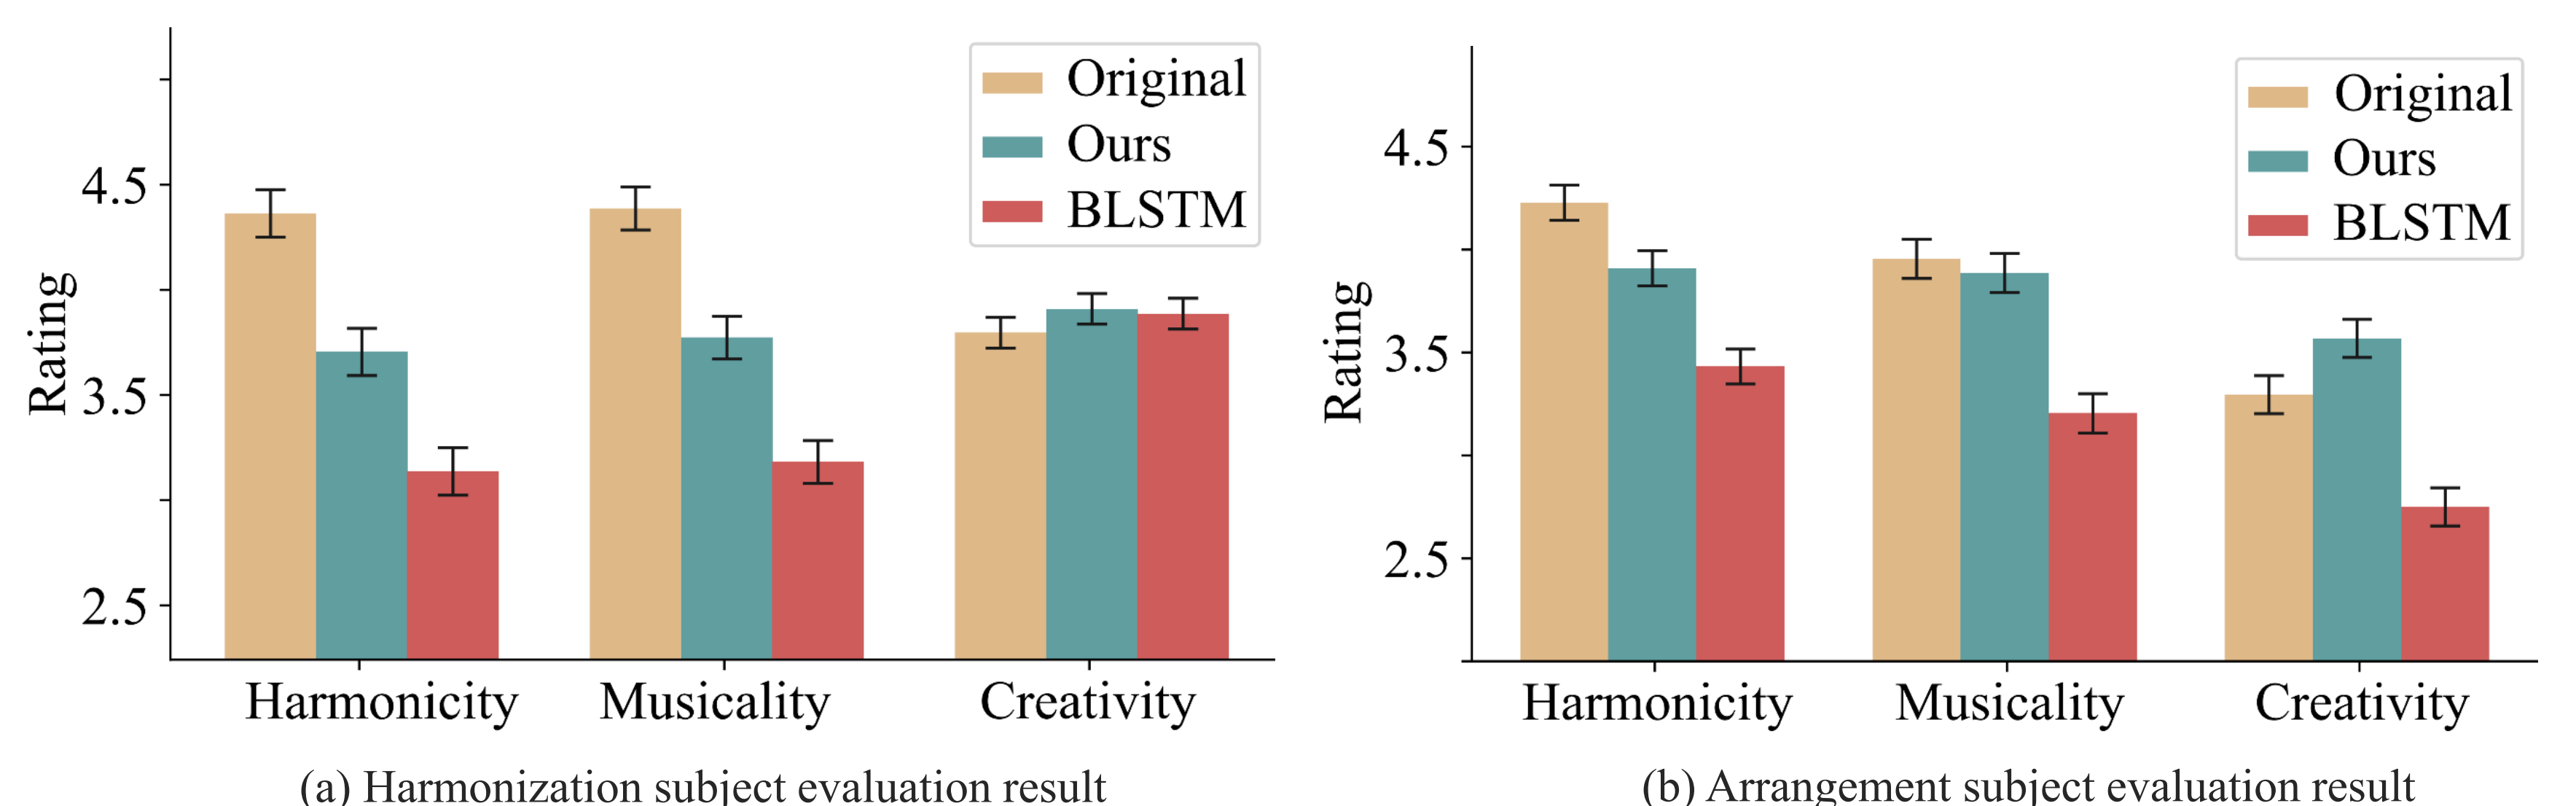 Rating
4.5
3.5
2.5
Original
Ours
BLSTM
Harmonicity
Musicality
Creativity
(a) Harmonization subject evaluation result
Rating
4.5
3.5
2.5
Original
Ours
BLSTM
Harmonicity
Musicality
Creativity
(b) Arrangement subject evaluation result